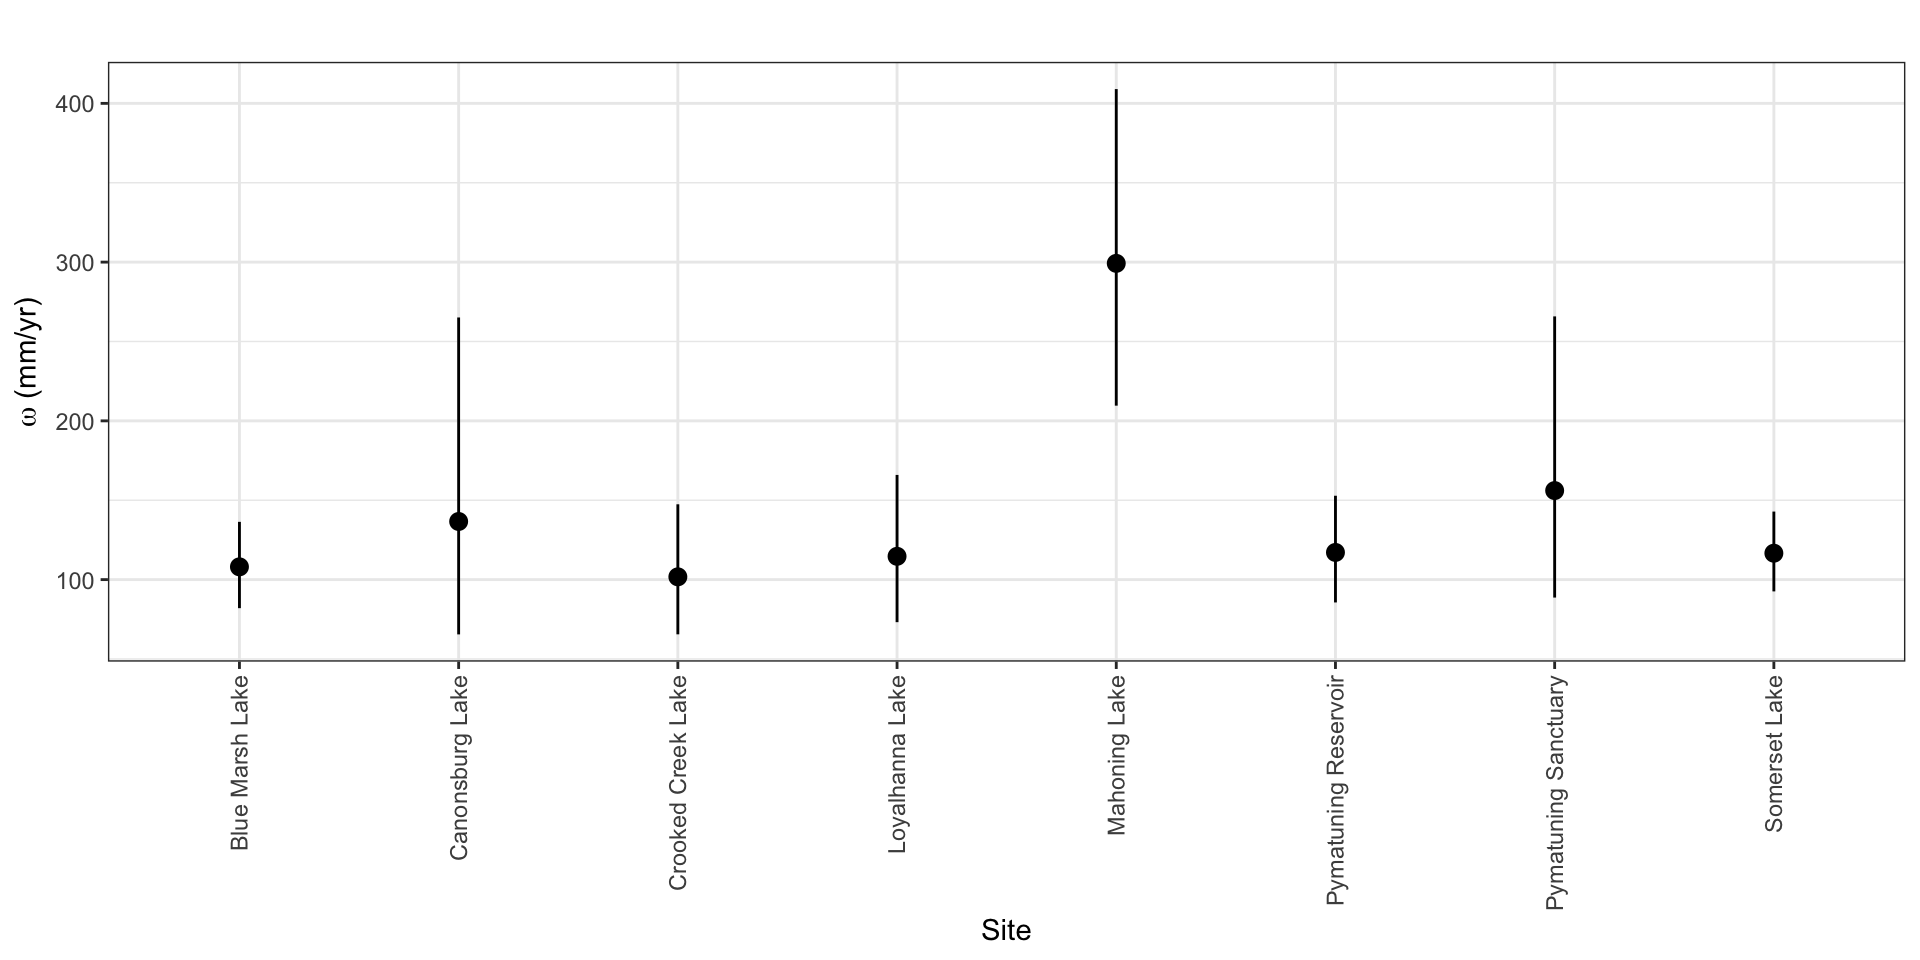 400
300
200
100
ω (mm/yr)
Blue Marsh Lake
Canonsburg Lake
Crooked Creek Lake
Loyalhanna Lake
Mahoning Lake
Pymatuning Reservoir
Pymatuning Sanctuary
Somerset Lake
Site